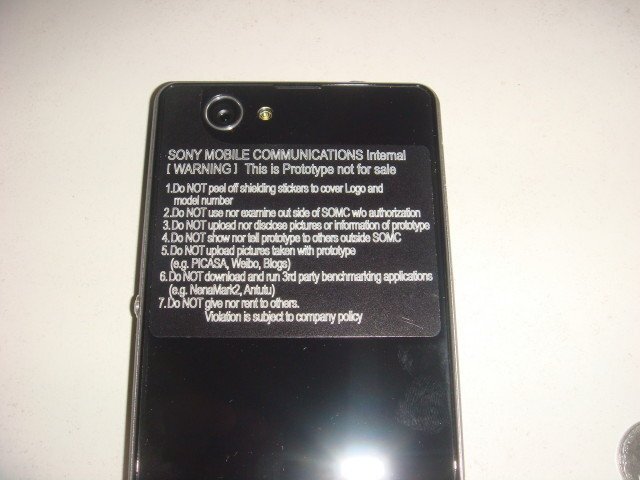 SONY MOBILE COMMUNICATIONS Internal
[ WARNING ] This is Prototype not for sale
1.Do NOT peel off shielding stickers to cover Logo and
model number
2.Do NOT use nor examine out side of SOMC w/o authorization
3.Do NOT upload nor disclose pictures or information of prototype
4.Do NOT show nor tell prototype to others outside SOMC
5.Do NOT upload pictures taken with prototype
(e.g. PICASA, Weibo, Blogs)
6.Do NOT download and run 3rd party benchmarking applications
(e.g. NenaMark2, Antutu)
7.Do NOT give nor rent to others.
Violation is subject to company policy